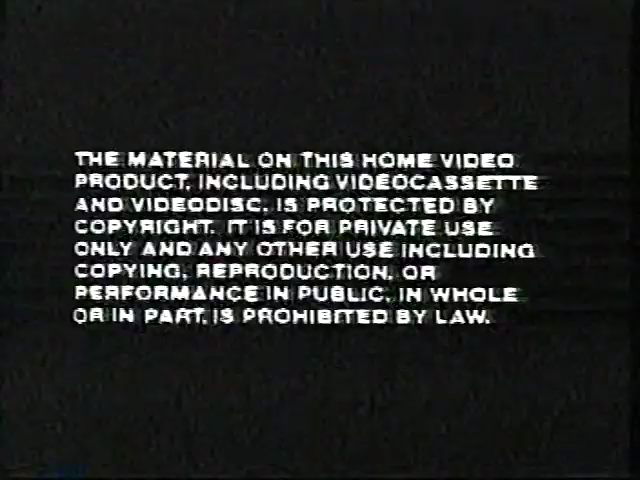 THE MATERIAL ON THIS HOME VIDEO
PRODUCT, INCLUDING VIDEOCASSETTE
AND VIDEODISC, IS PROTECTED BY
COPYRIGHT. IT IS FOR PRIVATE USE
ONLY AND ANY OTHER USE INCLUDING
COPYING, REPRODUCTION, OR
PERFORMANCE IN PUBLIC, IN WHOLE
OR IN PART, IS PROHIBITED BY LAW.